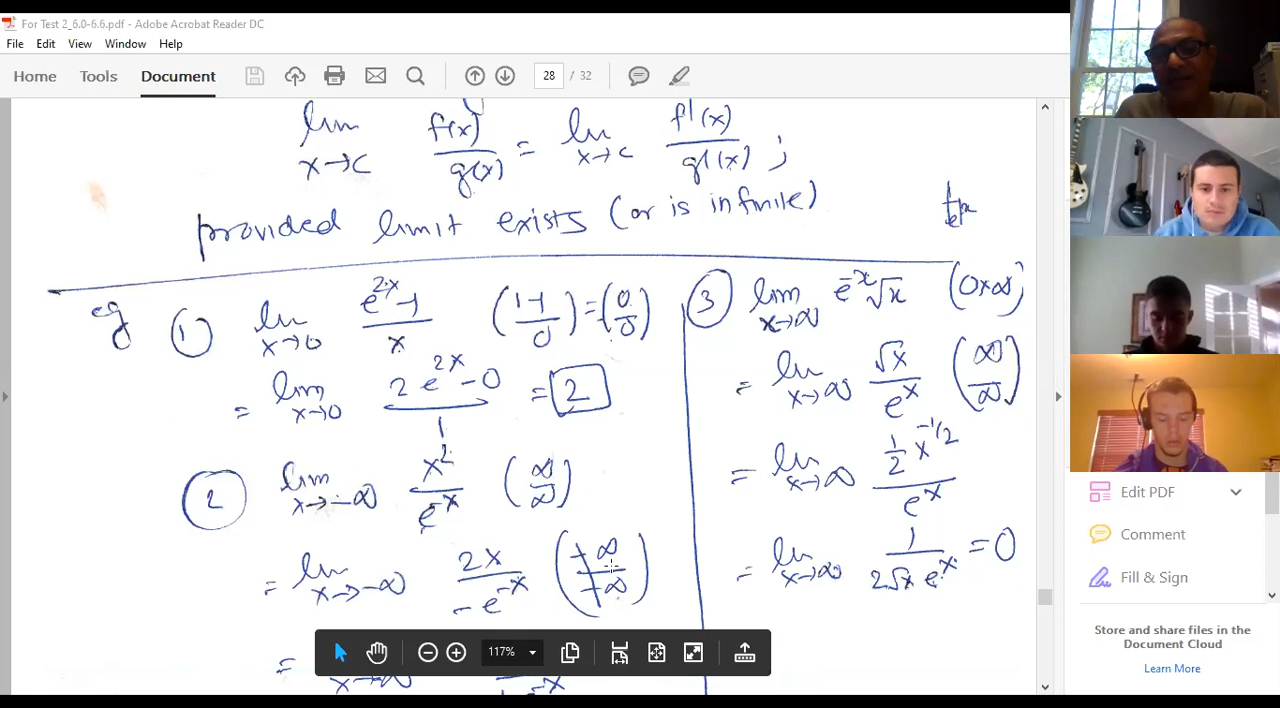 For Test 2_6.0-6.6.pdf - Adobe Acrobat Reader DC
File Edit View Window Help
Home Tools Document 28 / 32
lim x→c f(x)/g(x) = lim x→c f'(x)/g'(x) ;
provided limit exists (or is infinite)
eg ① lim x→0 (e^2x -1)/x ((1-1)/0) = (0/0)
= lim x→0 (2e^2x - 0)/1 = 2
② lim x→-∞ x^2/e^-x (∞/∞)
= lim x→-∞ 2x/-e^-x (-∞/-∞)
=
x→-∞
③ lim x→∞ e^-x √x (0×∞)
= lim x→∞ √x/e^x (∞/∞)
= lim x→∞ (1/2 x^-1/2)/e^x
= lim x→∞ 1/(2√x e^x) = 0
117%
Edit PDF
Comment
Fill & Sign
Store and share files in the
Document Cloud
Learn More